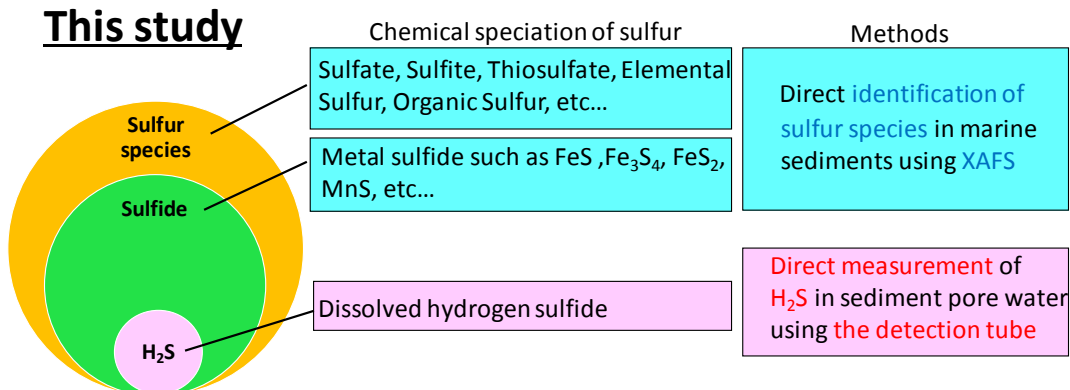 This study
Chemical speciation of sulfur
Methods
Sulfur
species
Sulfide
H₂S
Sulfate, Sulfite, Thiosulfate, Elemental
Sulfur, Organic Sulfur, etc...
Metal sulfide such as FeS ,Fe₃S₄, FeS₂,
MnS, etc...
Dissolved hydrogen sulfide
Direct identification of
sulfur species in marine
sediments using XAFS
Direct measurement of
H₂S in sediment pore water
using the detection tube